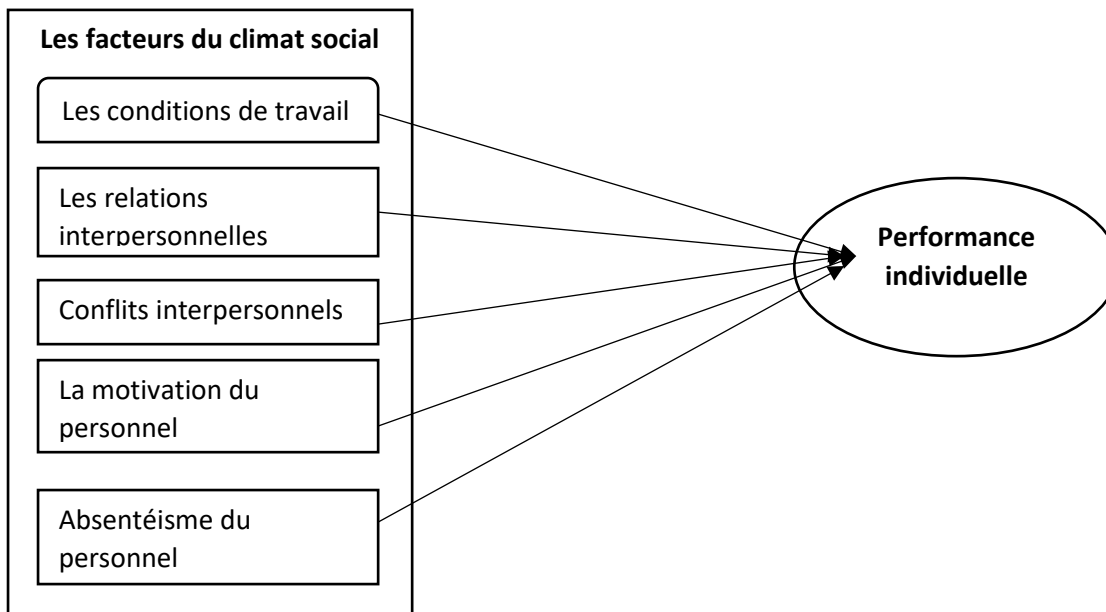 Les facteurs du climat social
Les conditions de travail
Les relations
interpersonnelles
Conflits interpersonnels
La motivation du
personnel
Absentéisme du
personnel
Performance
individuelle